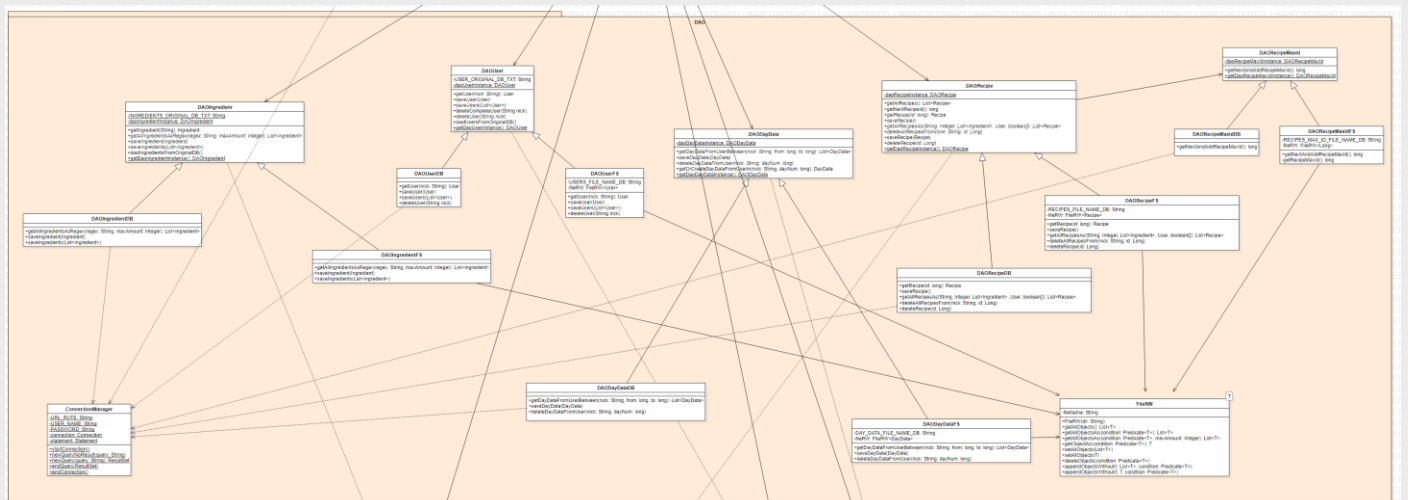 DAO
DAORecipeMaxId
-daoRecipeMaxIdInstance: DAORecipeMaxId
+getNextAndAddRecipeMaxId(): long
+getDaoRecipeMaxIdInstance(): DAORecipeMaxId
DAOUser
-USER_ORIGINAL_DB_TXT: String
-daoUserInstance: DAOUser
+getUser(nick: String): User
+saveUser(User)
+saveUsers(List<User>)
+deleteCompleteUser(String nick)
+deleteUser(String nick)
+loadUsersFromOriginalDB()
+getDaoUserInstance(): DAOUser
DAORecipe
-daoRecipeInstance: DAORecipe
+getAllRecipes(): List<Recipe>
+getNextRecipeId(): long
+getRecipe(id: long): Recipe
+saveRecipe()
+getAllRecipesAs(String, Integer, List<Ingredient>, User, boolean[]): List<Recipe>
+deleteAllRecipesFrom(nick: String, id: Long)
+saveRecipe(Recipe)
+deleteRecipe(id: Long)
+getDaoRecipeInstance(): DAORecipe
DAOIngredient
-INGREDIENTS_ORIGINAL_DB_TXT: String
-daoIngredientInstance: DAOIngredient
+getIngredient(String): Ingredient
+getAllIngredientsAsRegex(regex: String, maxAmount: Integer): List<Ingredient>
+saveIngredient(Ingredient)
+saveIngredients(List<Ingredient>)
+loadIngredientsFromOriginalDB()
+getDaoIngredientInstance(): DAOIngredient
DAODayData
-daoDayDataInstance: DAODayData
+getDayDataFromUserBetween(nick: String, from: long, to: long): List<DayData>
+saveDayData(DayData)
+deleteDayDataFromUser(nick: String, dayNum: long)
+getOrCreateDayDataFromUser(nick: String, dayNum: long): DayData
+getDaoDayDataInstance(): DAODayData
DAORecipeMaxIdDB
+getNextAndAddRecipeMaxId(): long
DAORecipeMaxIdFS
-RECIPES_MAX_ID_FILE_NAME_DB: String
-fileRW: FileRW<Long>
+getNextAndAddRecipeMaxId(): long
-getRecipeMaxId(): long
DAOUserDB
+getUser(nick: String): User
+saveUser(User)
+saveUsers(List<User>)
+deleteUser(String nick)
DAOUserFS
-USERS_FILE_NAME_DB: String
-fileRW: FileRW<User>
+getUser(nick: String): User
+saveUser(User)
+saveUsers(List<User>)
+deleteUser(String nick)
DAORecipeFS
-RECIPES_FILE_NAME_DB: String
-fileRW: FileRW<Recipe>
+getRecipe(id: long): Recipe
+saveRecipe()
+getAllRecipesAs(String, Integer, List<Ingredient>, User, boolean[]): List<Recipe>
+deleteAllRecipesFrom(nick: String, id: Long)
+deleteRecipe(id: Long)
DAOIngredientDB
+getAllIngredientsAsRegex(regex: String, maxAmount: Integer): List<Ingredient>
+saveIngredient(Ingredient)
+saveIngredients(List<Ingredient>)
DAOIngredientFS
+getAllIngredientsAsRegex(regex: String, maxAmount: Integer): List<Ingredient>
+saveIngredient(Ingredient)
+saveIngredients(List<Ingredient>)
DAORecipeDB
+getRecipe(id: long): Recipe
+saveRecipe()
+getAllRecipesAs(String, Integer, List<Ingredient>, User, boolean[]): List<Recipe>
+deleteAllRecipesFrom(nick: String, id: Long)
+deleteRecipe(id: Long)
DAODayDataDB
+getDayDataFromUserBetween(nick: String, from: long, to: long): List<DayData>
+saveDayData(DayData)
+deleteDayDataFromUser(nick: String, dayNum: long)
ConnectionManager
-URL_RUTE: String
-USER_NAME: String
-PASSWORD: String
-connection: Connection
-statement: Statement
+startConnection()
+newQueryNoResult(query: String)
+newQuery(query: String): ResultSet
+endQuery(ResultSet)
+endConnection()
DAODayDataFS
-DAY_DATA_FILE_NAME_DB: String
-fileRW: FileRW<DayData>
+getDayDataFromUserBetween(nick: String, from: long, to: long): List<DayData>
+saveDayData(DayData)
+deleteDayDataFromUser(nick: String, dayNum: long)
T
FileRW
-fileName: String
+FileRW(dir: String)
+getAllObjects(): List<T>
+getAllObjectsAs(condition: Predicate<T>): List<T>
+getAllObjectsAs(condition: Predicate<T>, maxAmount: Integer): List<T>
+getObjectAs(condition: Predicate<T>): T
+setAllObjects(List<T>)
+setAllObjects(T)
+deleteObjects(condition: Predicate<T>)
+appendObjectsWithout(t: List<T>, condition: Predicate<T>)
+appendObjectsWithout(t: T, condition: Predicate<T>)